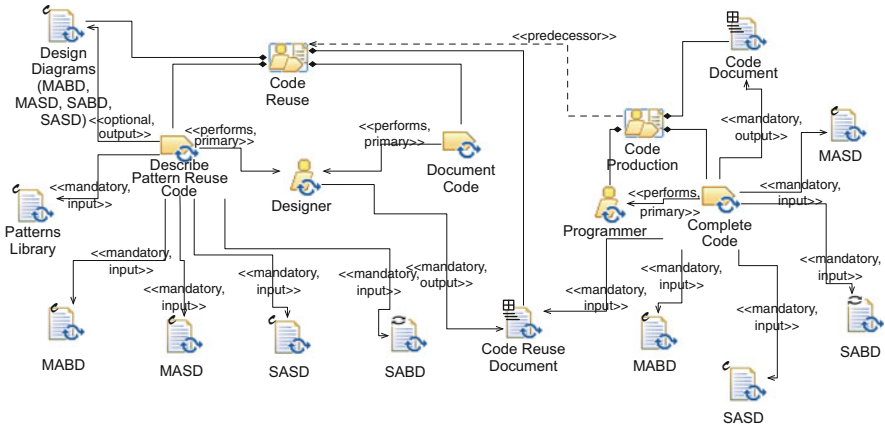 Design
Diagrams
(MABD,
MASD, SABD,
SASD)
<<optional,
output>>
Code
Reuse
<<predecessor>>
Code
Document
<<performs,
primary>>
<<performs,
primary>>
Describe
Pattern Reuse
Code
Document
Code
Designer
Code
Production
<<mandatory,
output>>
MASD
<<mandatory,
input>>
Patterns
Library
<<mandatory,
input>>
<<performs,
primary>>
Programmer
Complete
Code
<<mandatory,
input>>
<<mandatory,
input>>
<<mandatory,
input>>
<<mandatory,
input>>
<<mandatory,
output>>
<<mandatory,
input>>
<<mandatory,
input>>
<<mandatory,
input>>
<<mandatory,
input>>
MABD
MASD
SASD
SABD
Code Reuse
Document
MABD
SABD
SASD